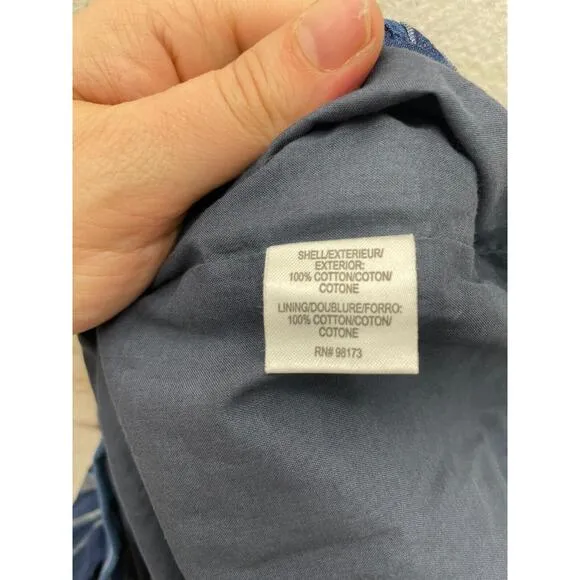 SHELL/EXTERIEUR/
EXTERIOR:
100% COTTON/COTON/
COTONE
LINING/DOUBLURE/FORRO:
100% COTTON/COTON/
COTONE
RN# 98173